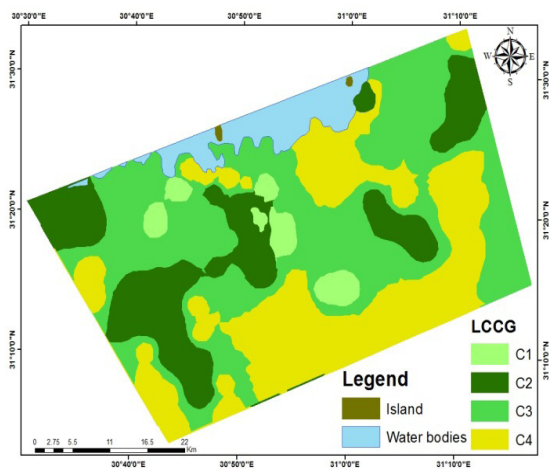 30°30'0"E 30°40'0"E 30°50'0"E 31°0'0"E 31°10'0"E
N
W E
S
31°30'0"N 31°30'0"N
31°20'0"N 31°20'0"N
31°10'0"N 31°10'0"N
LCCG
C1
C2
C3
C4
Legend
Island
Water bodies
0 2.75 5.5 11 16.5 22
Km
30°40'0"E 30°50'0"E 31°0'0"E 31°10'0"E